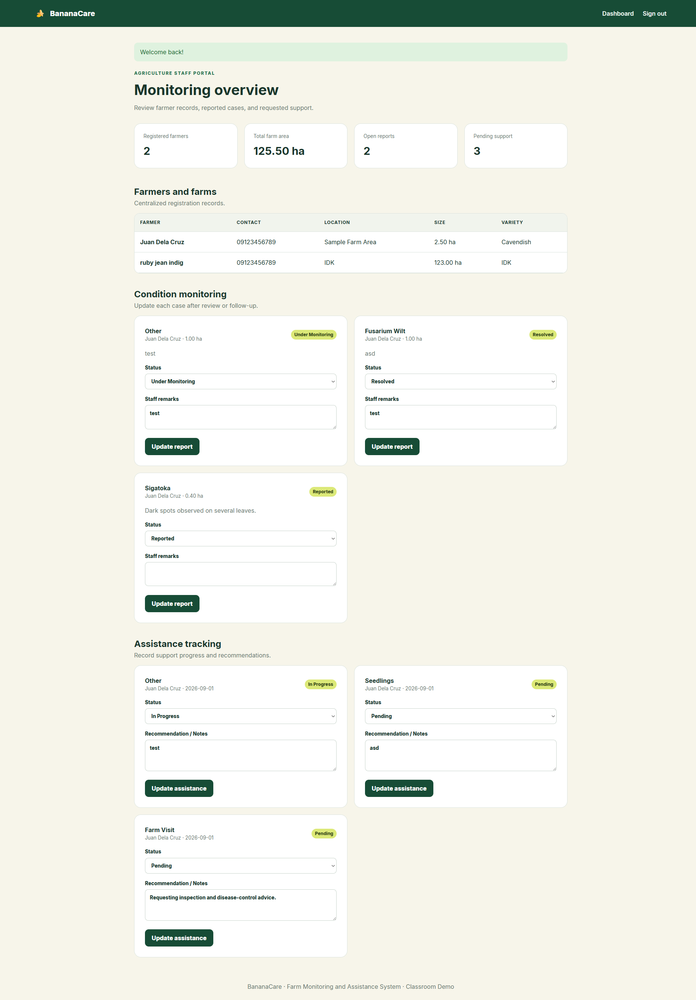 BananaCare
Dashboard Sign out
Welcome back!
AGRICULTURE STAFF PORTAL
Monitoring overview
Review farmer records, reported cases, and requested support.
Registered farmers
2
Total farm area
125.50 ha
Open reports
2
Pending support
3
Farmers and farms
Centralized registration records.
FARMER CONTACT LOCATION SIZE VARIETY
Juan Dela Cruz 09123456789 Sample Farm Area 2.50 ha Cavendish
ruby jean indig 09123456789 IDK 123.00 ha IDK
Condition monitoring
Update each case after review or follow-up.
Other
Juan Dela Cruz · 1.00 ha
Under Monitoring
test
Status
Under Monitoring
Staff remarks
test
Update report
Fusarium Wilt
Juan Dela Cruz · 1.00 ha
Resolved
asd
Status
Resolved
Staff remarks
test
Update report
Sigatoka
Juan Dela Cruz · 0.40 ha
Reported
Dark spots observed on several leaves.
Status
Reported
Staff remarks
Update report
Assistance tracking
Record support progress and recommendations.
Other
Juan Dela Cruz · 2026-09-01
In Progress
Status
In Progress
Recommendation / Notes
test
Update assistance
Seedlings
Juan Dela Cruz · 2026-09-01
Pending
Status
Pending
Recommendation / Notes
asd
Update assistance
Farm Visit
Juan Dela Cruz · 2026-09-01
Pending
Status
Pending
Recommendation / Notes
Requesting inspection and disease-control advice.
Update assistance
BananaCare · Farm Monitoring and Assistance System · Classroom Demo